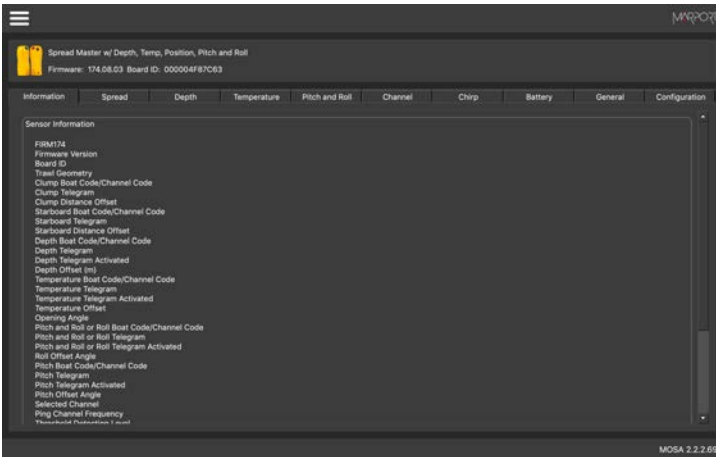 MARPORT
Spread Master w/ Depth, Temp, Position, Pitch and Roll
Firmware: 174.08.03 Board ID: 000004F87C63
Information Spread Depth Temperature Pitch and Roll Channel Chirp Battery General Configuration
Sensor Information
FIRM174
Firmware Version
Board ID
Trawl Geometry
Clump Boat Code/Channel Code
Clump Telegram
Clump Distance Offset
Starboard Boat Code/Channel Code
Starboard Telegram
Starboard Distance Offset
Depth Boat Code/Channel Code
Depth Telegram
Depth Telegram Activated
Depth Offset (m)
Temperature Boat Code/Channel Code
Temperature Telegram
Temperature Telegram Activated
Temperature Offset
Opening Angle
Pitch and Roll or Roll Boat Code/Channel Code
Pitch and Roll or Roll Telegram
Pitch and Roll or Roll Telegram Activated
Roll Offset Angle
Pitch Boat Code/Channel Code
Pitch Telegram
Pitch Telegram Activated
Pitch Offset Angle
Selected Channel
Ping Channel Frequency
Threshold Detection Level
MOSA 2.2.2.69